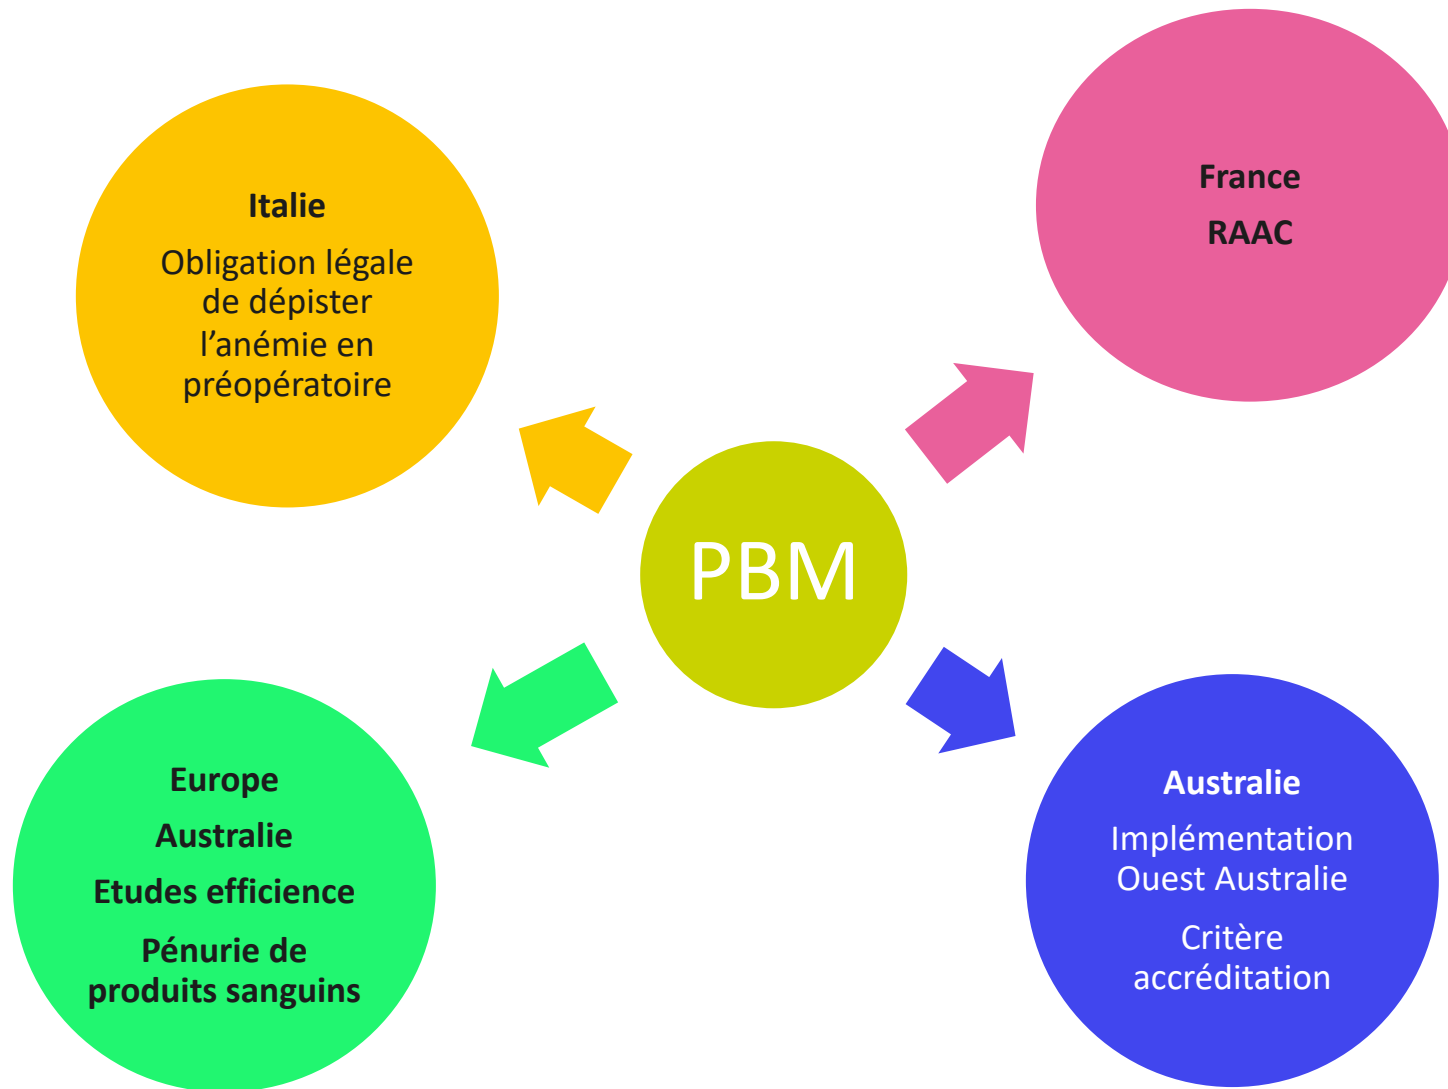 Italie
Obligation légale
de dépister
l’anémie en
préopératoire
France
RAAC
PBM
Europe
Australie
Etudes efficience
Pénurie de
produits sanguins
Australie
Implémentation
Ouest Australie
Critère
accréditation